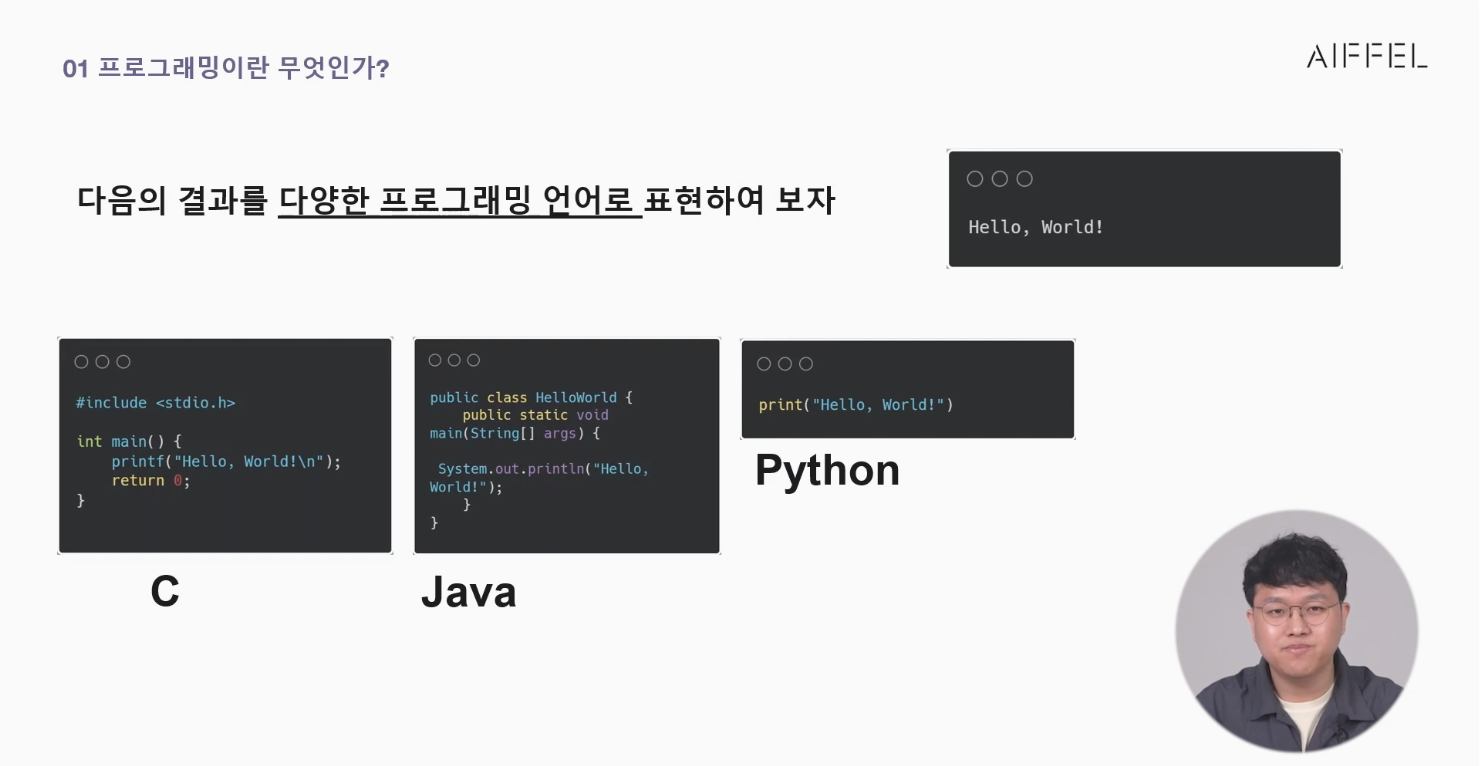 01 프로그래밍이란 무엇인가?
AIFFEL
다음의 결과를 다양한 프로그래밍 언어로 표현하여 보자
Hello, World!
#include <stdio.h>
int main() {
    printf("Hello, World!\n");
    return 0;
}
C
public class HelloWorld {
    public static void
main(String[] args) {
 System.out.println("Hello,
World!");
    }
}
Java
print("Hello, World!")
Python